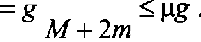 = g M + 2m ≤ μg .